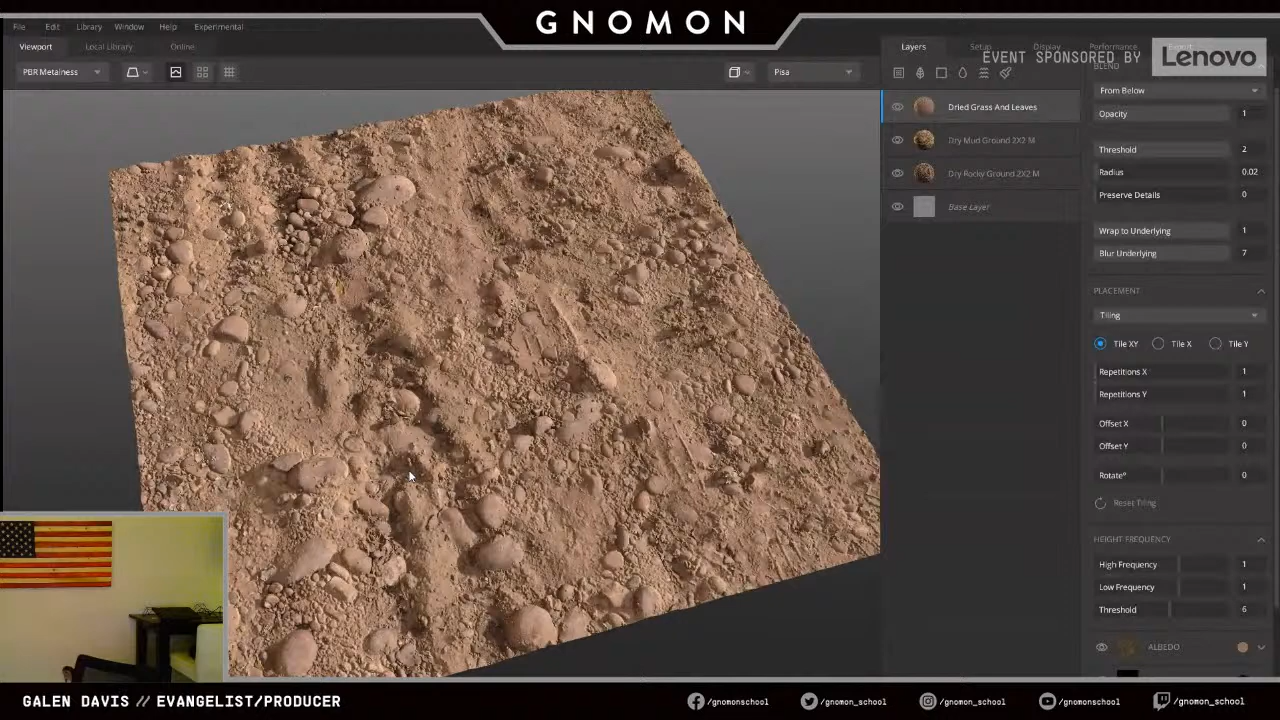 GNOMON
File Edit Library Window Help Experimental
Viewport Local Library Online
Layers Setup Display Performance Export
EVENT SPONSORED BY Lenovo
PBR Metalness
Pisa
BLEND
From Below
Opacity 1
Threshold 2
Radius 0.02
Preserve Details 0
Wrap to Underlying 1
Blur Underlying 7
Dried Grass And Leaves
Dry Mud Ground 2X2 M
Dry Rocky Ground 2X2 M
Base Layer
PLACEMENT
Tiling
Tile XY Tile X Tile Y
Repetitions X 1
Repetitions Y 1
Offset X 0
Offset Y 0
Rotate° 0
Reset Tiling
HEIGHT FREQUENCY
High Frequency 1
Low Frequency 1
Threshold 6
ALBEDO
GALEN DAVIS // EVANGELIST/PRODUCER
/gnomonschool
/gnomon_school
/gnomon_school
/gnomonschool
/gnomon_school